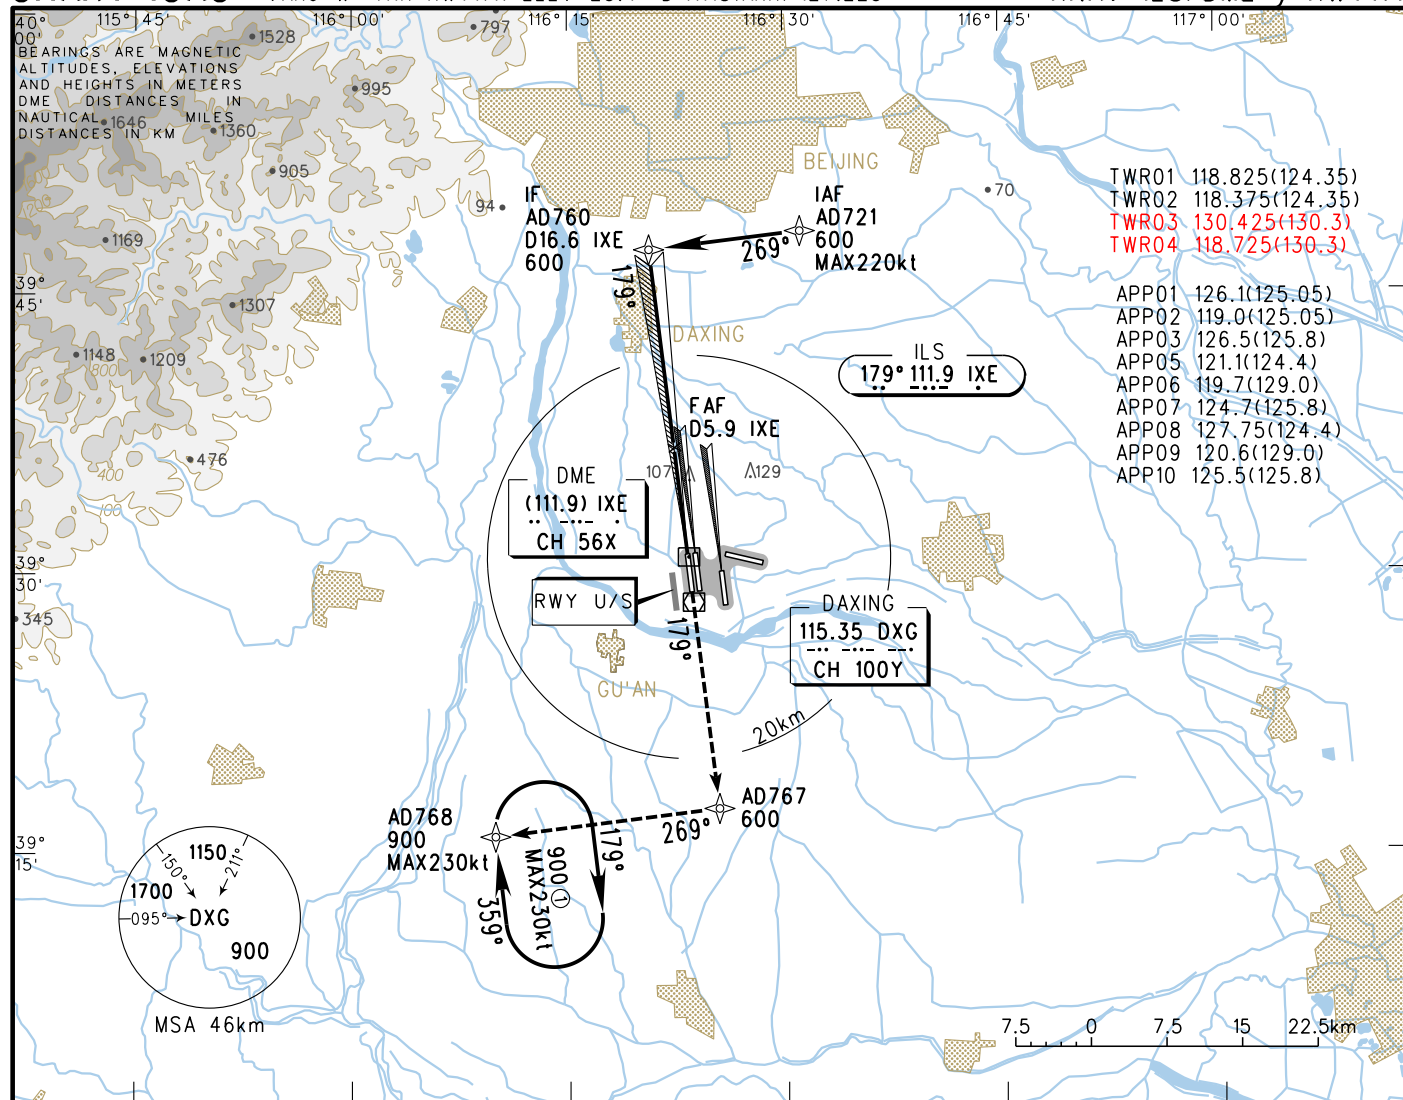 115°45'
116°00'
116°15'
116°30'
116°45'
117°00'
40°
00'
BEARINGS ARE MAGNETIC
ALTITUDES, ELEVATIONS
AND HEIGHTS IN METERS
DME DISTANCES IN
NAUTICAL MILES
DISTANCES IN KM
1528
797
995
1646
1360
905
1200
1169
94
70
BEIJING
IF
AD760
D16.6 IXE
600
IAF
AD721
600
MAX220kt
269°
179°
TWR01 118.825(124.35)
TWR02 118.375(124.35)
TWR03 130.425(130.3)
TWR04 118.725(130.3)
APP01 126.1(125.05)
APP02 119.0(125.05)
APP03 126.5(125.8)
APP05 121.1(124.4)
APP06 119.7(129.0)
APP07 124.7(125.8)
APP08 127.75(124.4)
APP09 120.6(129.0)
APP10 125.5(125.8)
39°
45'
1307
1148
800
1209
DAXING
ILS
179° 111.9 IXE
FAF
D5.9 IXE
476
400
100
107
129
DME
(111.9) IXE
CH 56X
39°
30'
RWY U/S
345
179°
DAXING
115.35 DXG
CH 100Y
GU'AN
20km
AD767
600
AD768
900
MAX230kt
269°
179°
900 ①
MAX230kt
359°
39°
15'
1150
150°
211°
1700
095°
DXG
900
MSA 46km
7.5 0 7.5 15 22.5km